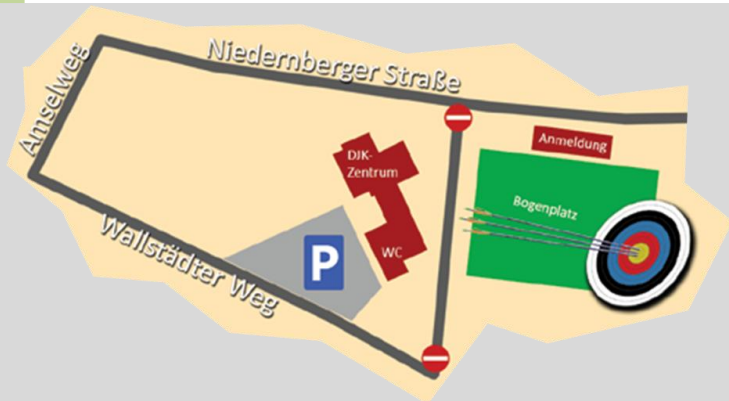 Niedernberger Straße
Amselweg
Anmeldung
DJK-
Zentrum
Bogenplatz
WC
P
Wallstädter Weg